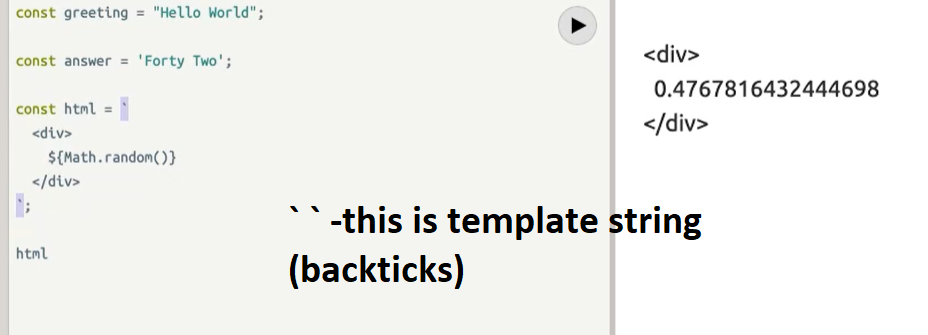 const greeting = "Hello World";
const answer = 'Forty Two';
const html = `
<div>
${Math.random()}
</div>
`;
html
` ` -this is template string
(backticks)
<div>
0.4767816432444698
</div>